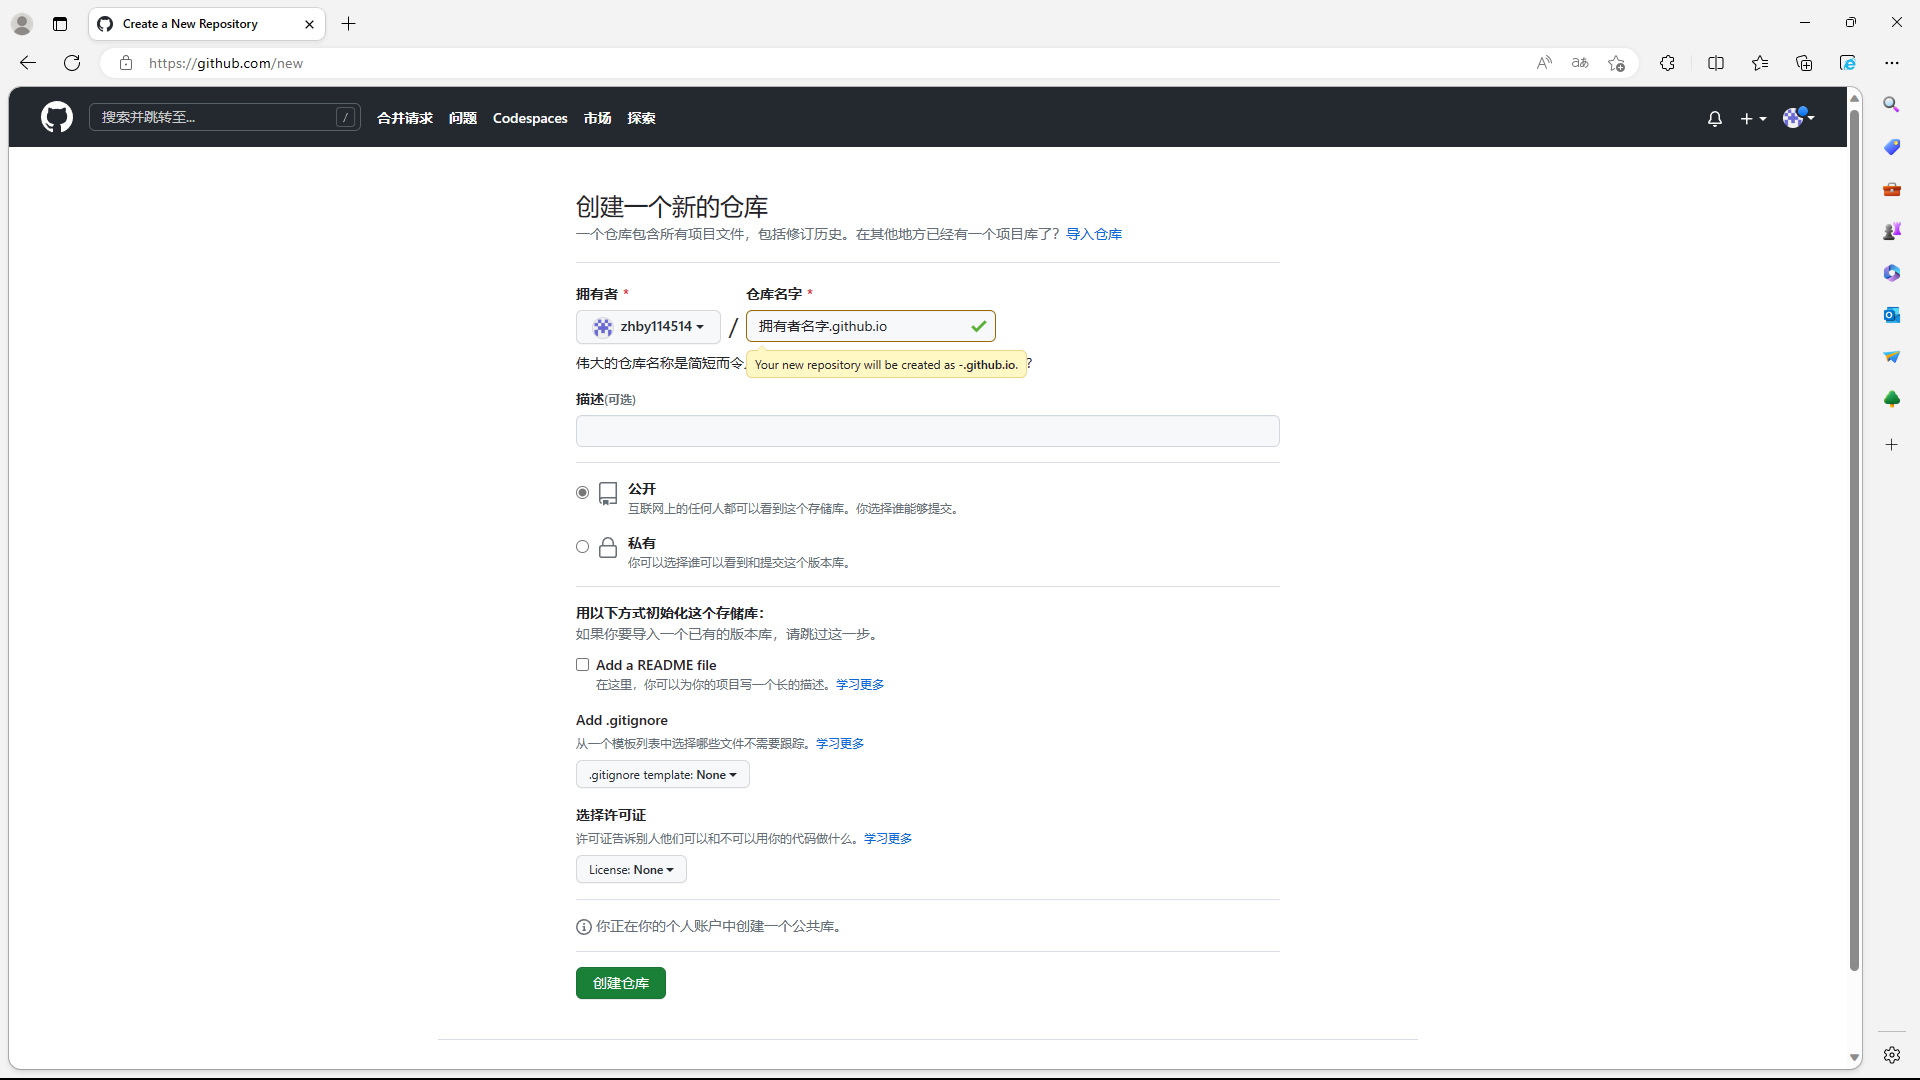 Create a New Repository
https://github.com/new
搜索并跳转至...
/
合并请求 问题 Codespaces 市场 探索
创建一个新的仓库
一个仓库包含所有项目文件，包括修订历史。在其他地方已经有一个项目库了？导入仓库
拥有者 *
仓库名字 *
zhby114514
/
拥有者名字.github.io
伟大的仓库名称是简短而令
Your new repository will be created as -.github.io.
?
描述(可选)
公开
互联网上的任何人都可以看到这个存储库。你选择谁能够提交。
私有
你可以选择谁可以看到和提交这个版本库。
用以下方式初始化这个存储库：
如果你要导入一个已有的版本库，请跳过这一步。
Add a README file
在这里，你可以为你的项目写一个长的描述。学习更多
Add .gitignore
从一个模板列表中选择哪些文件不需要跟踪。学习更多
.gitignore template: None
选择许可证
许可证告诉别人他们可以和不可以用你的代码做什么。学习更多
License: None
你正在你的个人账户中创建一个公共库。
创建仓库